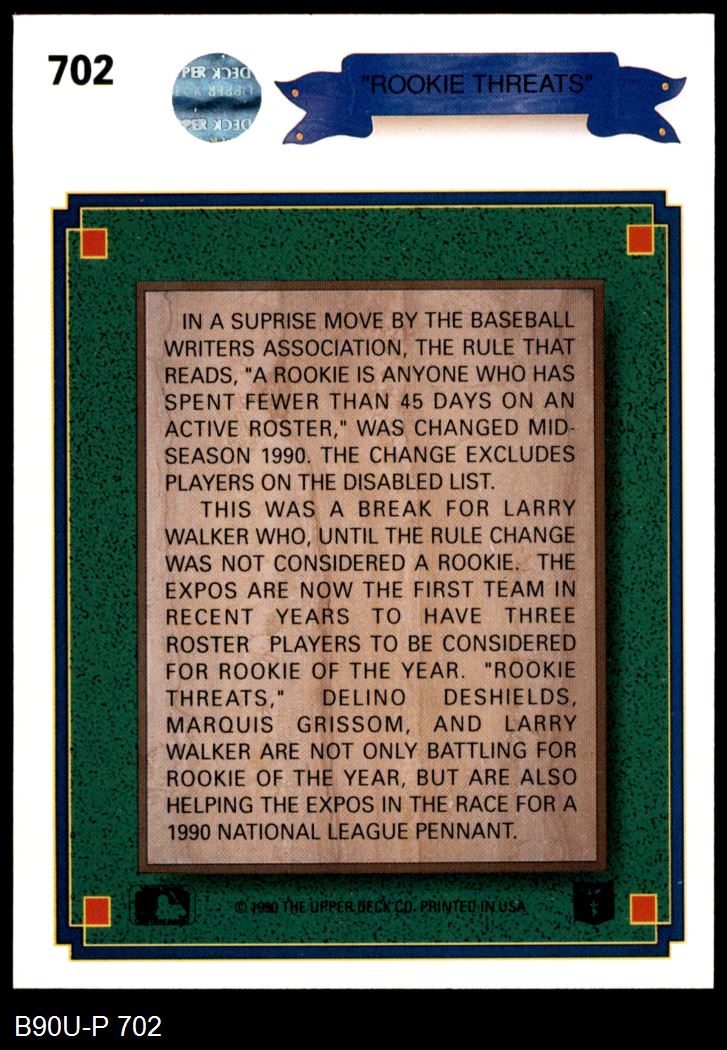 702
"ROOKIE THREATS"
IN A SUPRISE MOVE BY THE BASEBALL
WRITERS ASSOCIATION, THE RULE THAT
READS, "A ROOKIE IS ANYONE WHO HAS
SPENT FEWER THAN 45 DAYS ON AN
ACTIVE ROSTER," WAS CHANGED MID-
SEASON 1990. THE CHANGE EXCLUDES
PLAYERS ON THE DISABLED LIST.
THIS WAS A BREAK FOR LARRY
WALKER WHO, UNTIL THE RULE CHANGE
WAS NOT CONSIDERED A ROOKIE. THE
EXPOS ARE NOW THE FIRST TEAM IN
RECENT YEARS TO HAVE THREE
ROSTER PLAYERS TO BE CONSIDERED
FOR ROOKIE OF THE YEAR. "ROOKIE
THREATS," DELINO DESHIELDS,
MARQUIS GRISSOM, AND LARRY
WALKER ARE NOT ONLY BATTLING FOR
ROOKIE OF THE YEAR, BUT ARE ALSO
HELPING THE EXPOS IN THE RACE FOR A
1990 NATIONAL LEAGUE PENNANT.
© 1990 THE UPPER DECK CO. PRINTED IN USA
B90U-P 702